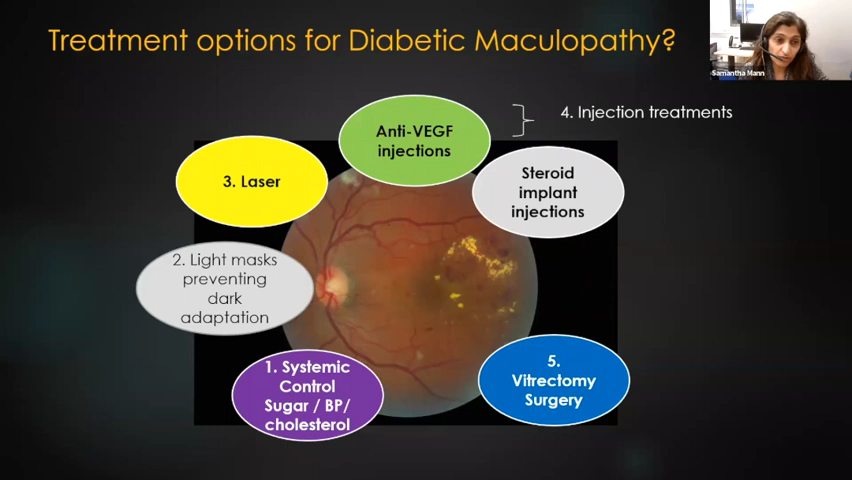 Treatment options for Diabetic Maculopathy?
Samantha Mann
Anti-VEGF
injections
4. Injection treatments
3. Laser
Steroid
implant
injections
2. Light masks
preventing
dark
adaptation
1. Systemic
Control
Sugar / BP/
cholesterol
5.
Vitrectomy
Surgery